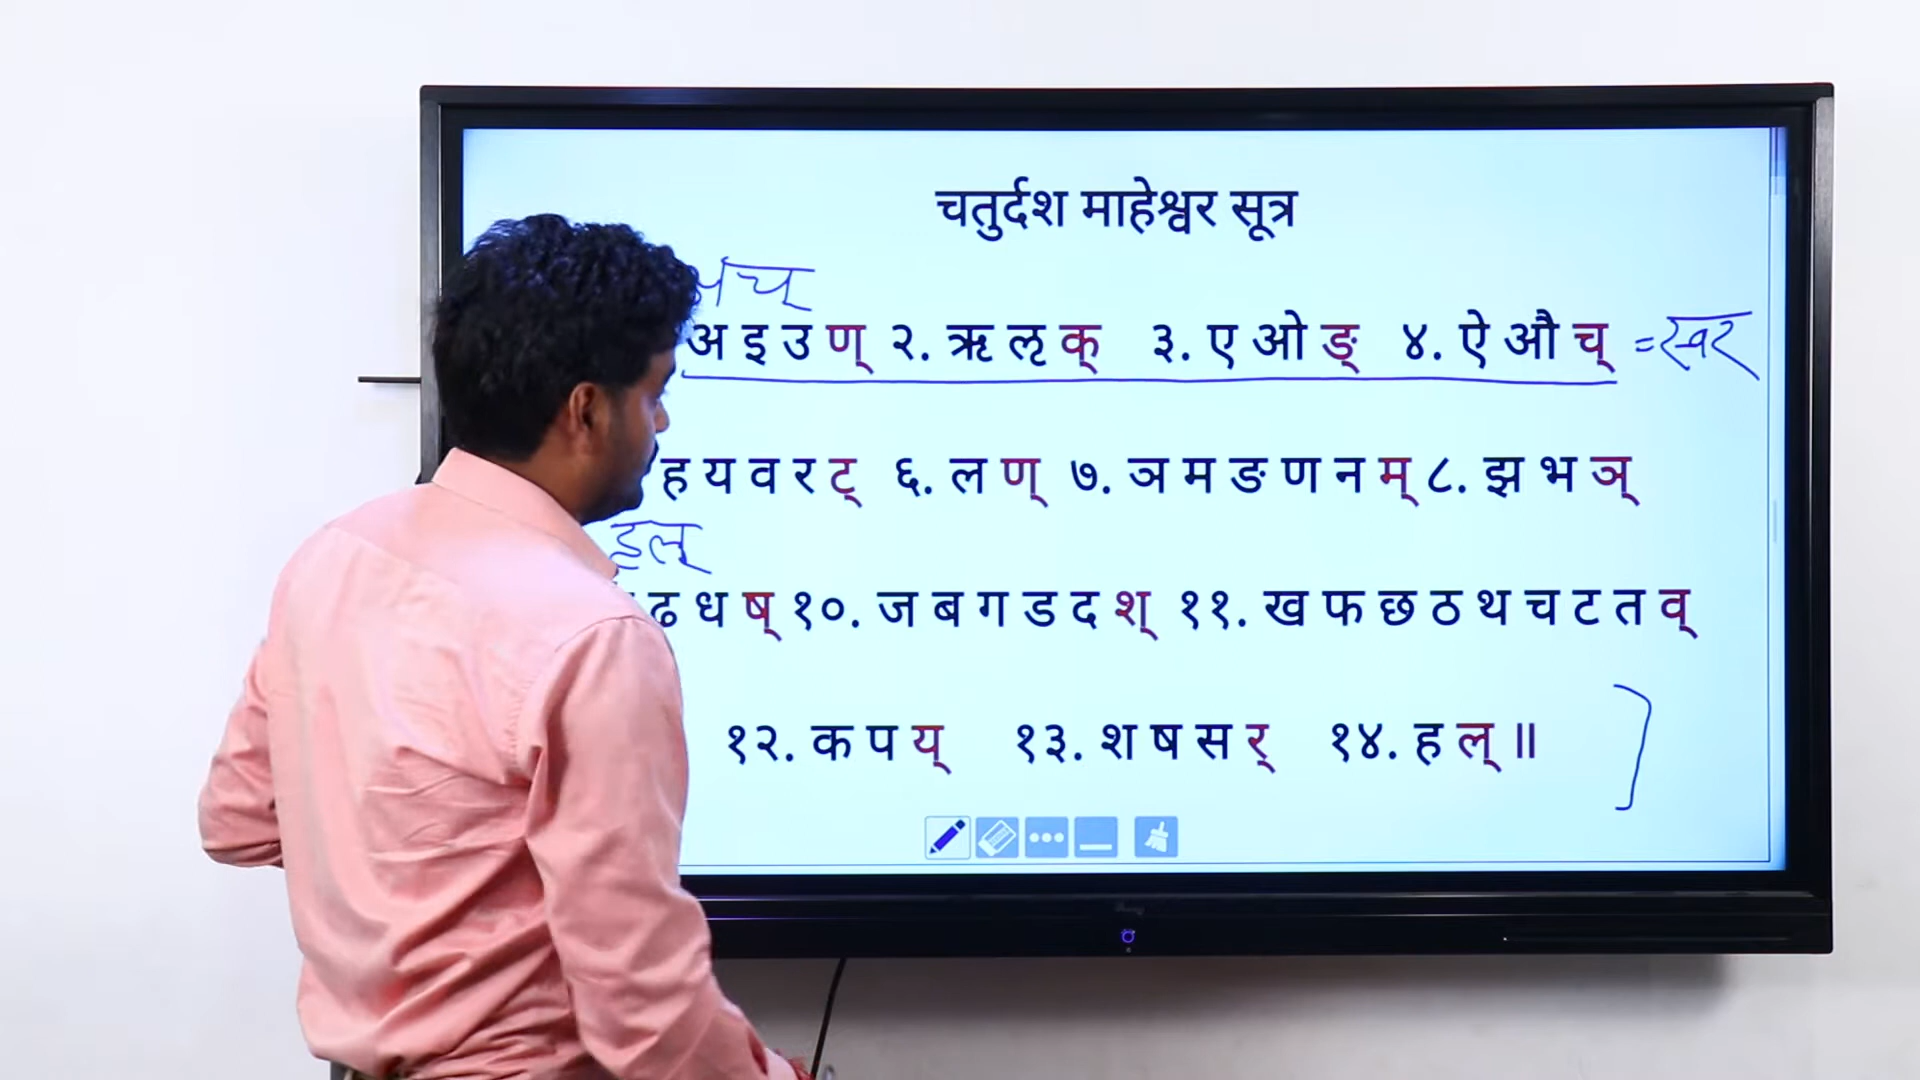 चतुर्दश माहेश्वर सूत्र
अच्
अ इ उ ण् २. ऋ ऌ क् ३. ए ओ ङ् ४. ऐ औ च् = स्वर
ह य व र ट् ६. ल ण् ७. ञ म ङ ण न म् ८. झ भ ञ्
हल्
ढ ध ष् १०. ज ब ग ड द श् ११. ख फ छ ठ थ च ट त व्
१२. क प य् १३. श ष स र् १४. ह ल् ॥